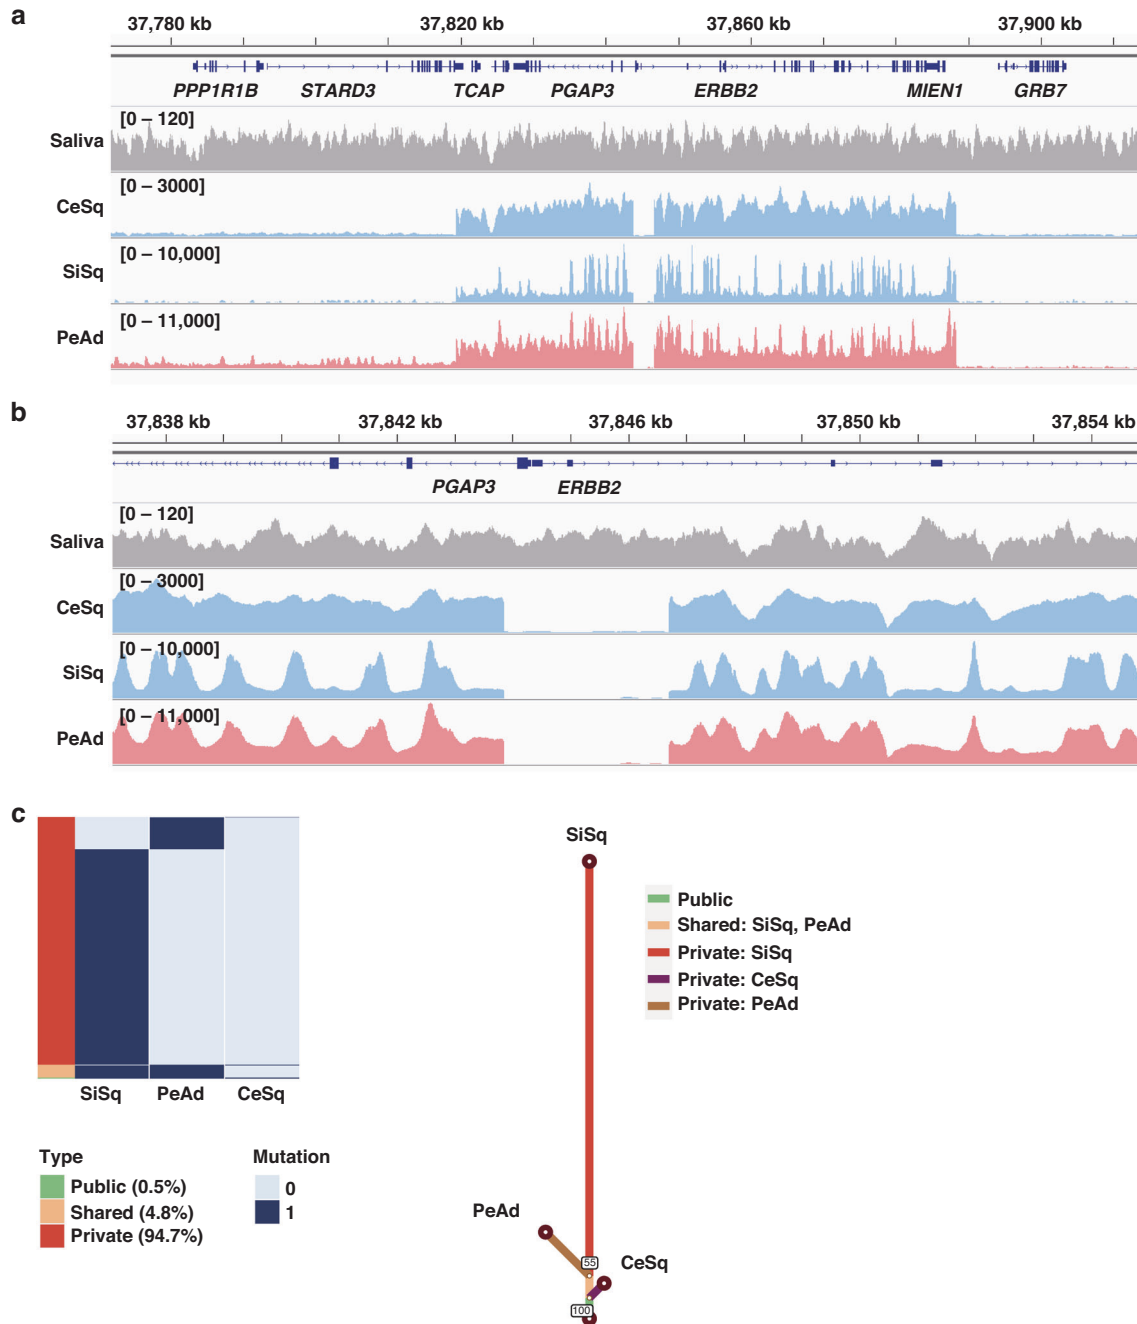 a
37,780 kb 37,820 kb 37,860 kb 37,900 kb
PPP1R1B STARD3 TCAP PGAP3 ERBB2 MIEN1 GRB7
Saliva [0 – 120]
CeSq [0 – 3000]
SiSq [0 – 10,000]
PeAd [0 – 11,000]
b
37,838 kb 37,842 kb 37,846 kb 37,850 kb 37,854 kb
PGAP3 ERBB2
Saliva [0 – 120]
CeSq [0 – 3000]
SiSq [0 – 10,000]
PeAd [0 – 11,000]
c
SiSq PeAd CeSq
Type
Public (0.5%)
Shared (4.8%)
Private (94.7%)
Mutation
0
1
SiSq
Public
Shared: SiSq, PeAd
Private: SiSq
Private: CeSq
Private: PeAd
PeAd
55
CeSq
100